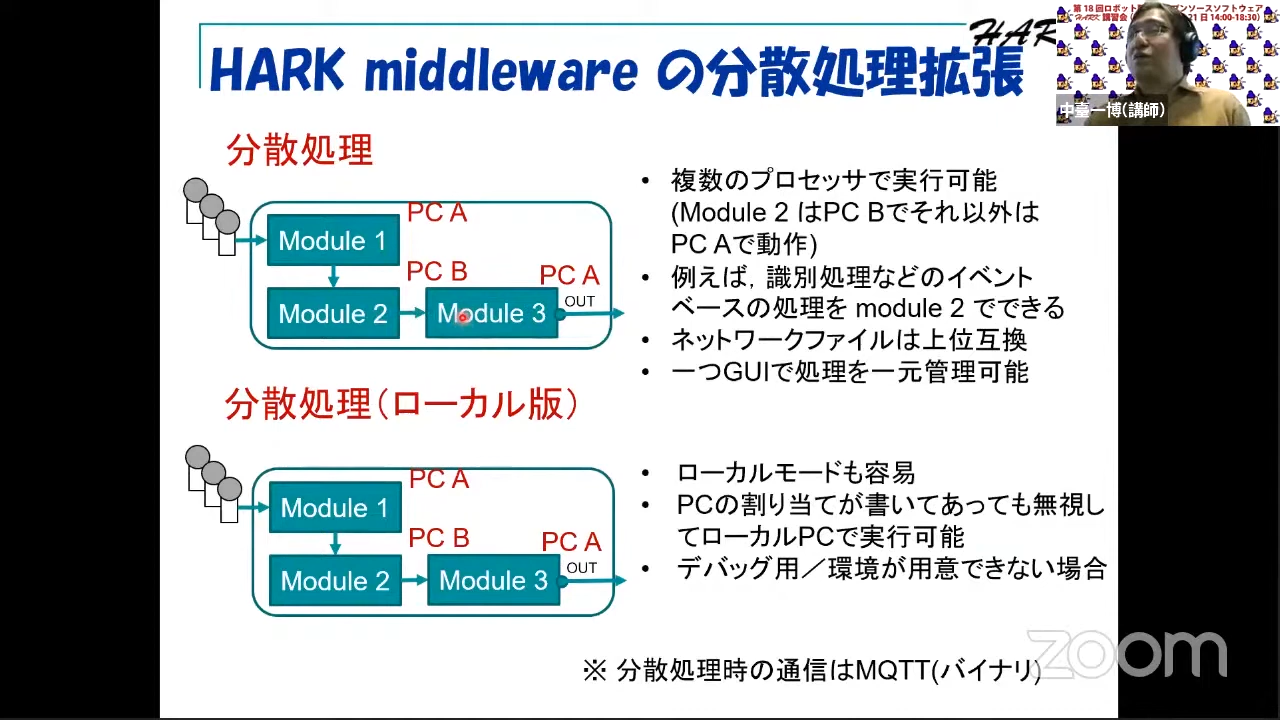 HARK middleware の分散処理拡張
第18回ロボット
ンソースソフトウェア
HARK 講習会
21日 14:00-18:30)
中臺一博(講師)
分散処理
PC A
Module 1
PC B
PC A
OUT
Module 2
Module 3
• 複数のプロセッサで実行可能
(Module 2 はPC Bでそれ以外は
PC Aで動作)
• 例えば，識別処理などのイベント
ベースの処理を module 2 でできる
• ネットワークファイルは上位互換
• 一つGUIで処理を一元管理可能
分散処理（ローカル版）
PC A
Module 1
PC B
PC A
OUT
Module 2
Module 3
• ローカルモードも容易
• PCの割り当てが書いてあっても無視し
てローカルPCで実行可能
• デバッグ用／環境が用意できない場合
※ 分散処理時の通信はMQTT(バイナリ)
zoom